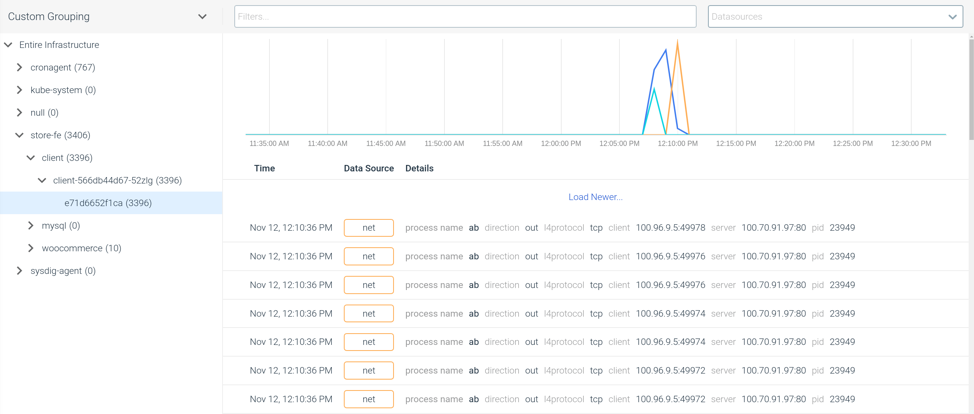 Custom Grouping
Filters...
Datasources
Entire Infrastructure
cronagent (767)
kube-system (0)
null (0)
store-fe (3406)
client (3396)
client-566db44d67-52zlg (3396)
e71d6652f1ca (3396)
mysql (0)
woocommerce (10)
sysdig-agent (0)
11:35:00 AM 11:40:00 AM 11:45:00 AM 11:50:00 AM 11:55:00 AM 12:00:00 PM 12:05:00 PM 12:10:00 PM 12:15:00 PM 12:20:00 PM 12:25:00 PM 12:30:00 PM
Time Data Source Details
Load Newer...
Nov 12, 12:10:36 PM net process name ab direction out l4protocol tcp client 100.96.9.5:49978 server 100.70.91.97:80 pid 23949
Nov 12, 12:10:36 PM net process name ab direction out l4protocol tcp client 100.96.9.5:49976 server 100.70.91.97:80 pid 23949
Nov 12, 12:10:36 PM net process name ab direction out l4protocol tcp client 100.96.9.5:49976 server 100.70.91.97:80 pid 23949
Nov 12, 12:10:36 PM net process name ab direction out l4protocol tcp client 100.96.9.5:49974 server 100.70.91.97:80 pid 23949
Nov 12, 12:10:36 PM net process name ab direction out l4protocol tcp client 100.96.9.5:49974 server 100.70.91.97:80 pid 23949
Nov 12, 12:10:36 PM net process name ab direction out l4protocol tcp client 100.96.9.5:49972 server 100.70.91.97:80 pid 23949
Nov 12, 12:10:36 PM net process name ab direction out l4protocol tcp client 100.96.9.5:49972 server 100.70.91.97:80 pid 23949